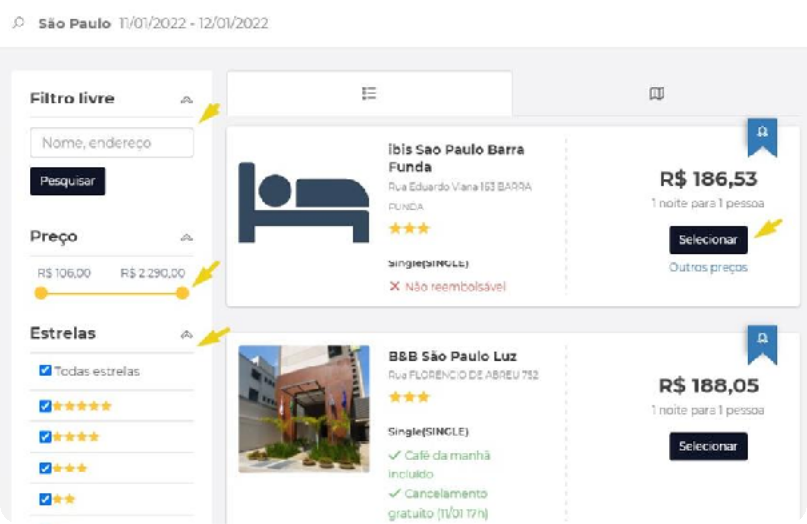 São Paulo 11/01/2022 - 12/01/2022
Filtro livre
Nome, endereço
Pesquisar
Preço
R$ 106,00 R$ 2.290,00
Estrelas
Todas estrelas
ibis Sao Paulo Barra
Funda
Rua Eduardo Viana 163 BARRA
FUNDA
Single(SINGLE)
Não reembolsável
R$ 186,53
1 noite para 1 pessoa
Selecionar
Outros preços
B&B São Paulo Luz
Rua FLORÊNCIO DE ABREU 752
Single(SINGLE)
Café da manhã
incluído
Cancelamento
gratuito (11/01 17h)
R$ 188,05
1 noite para 1 pessoa
Selecionar